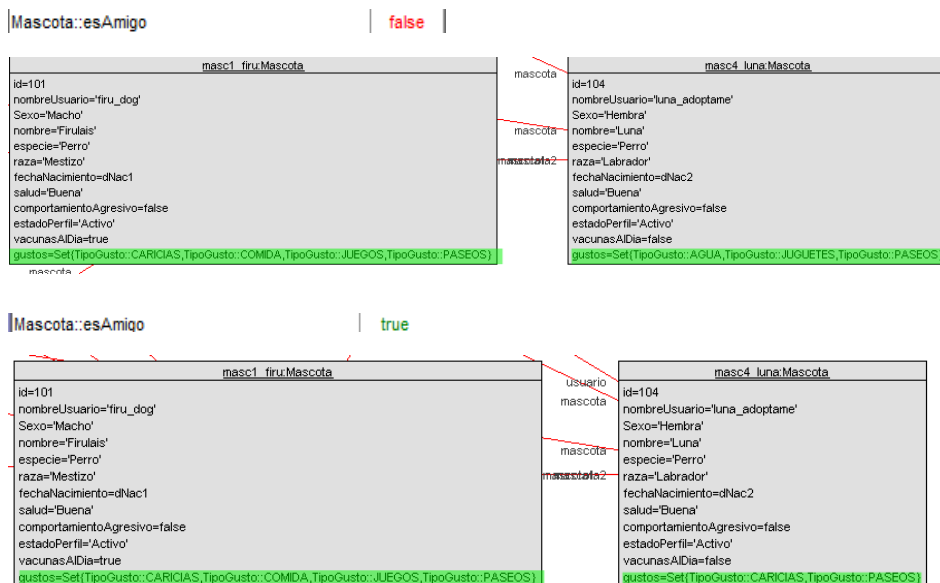 Mascota::esAmigo false
masc1_firu:Mascota
id=101
nombreUsuario='firu_dog'
Sexo='Macho'
nombre='Firulais'
especie='Perro'
raza='Mestizo'
fechaNacimiento=dNac1
salud='Buena'
comportamientoAgresivo=false
estadoPerfil='Activo'
vacunasAlDia=true
gustos=Set{TipoGusto::CARICIAS,TipoGusto::COMIDA,TipoGusto::JUEGOS,TipoGusto::PASEOS}
mascota
mascota
mascota
masc4_luna:Mascota
id=104
nombreUsuario='luna_adoptame'
Sexo='Hembra'
nombre='Luna'
especie='Perro'
raza='Labrador'
fechaNacimiento=dNac2
salud='Buena'
comportamientoAgresivo=false
estadoPerfil='Activo'
vacunasAlDia=false
gustos=Set{TipoGusto::AGUA,TipoGusto::JUGUETES,TipoGusto::PASEOS}
Mascota::esAmigo true
masc1_firu:Mascota
id=101
nombreUsuario='firu_dog'
Sexo='Macho'
nombre='Firulais'
especie='Perro'
raza='Mestizo'
fechaNacimiento=dNac1
salud='Buena'
comportamientoAgresivo=false
estadoPerfil='Activo'
vacunasAlDia=true
gustos=Set{TipoGusto::CARICIAS,TipoGusto::COMIDA,TipoGusto::JUEGOS,TipoGusto::PASEOS}
usuario
mascota
mascota
masc4_luna:Mascota
id=104
nombreUsuario='luna_adoptame'
Sexo='Hembra'
nombre='Luna'
especie='Perro'
raza='Labrador'
fechaNacimiento=dNac2
salud='Buena'
comportamientoAgresivo=false
estadoPerfil='Activo'
vacunasAlDia=false
gustos=Set{TipoGusto::CARICIAS,TipoGusto::PASEOS}